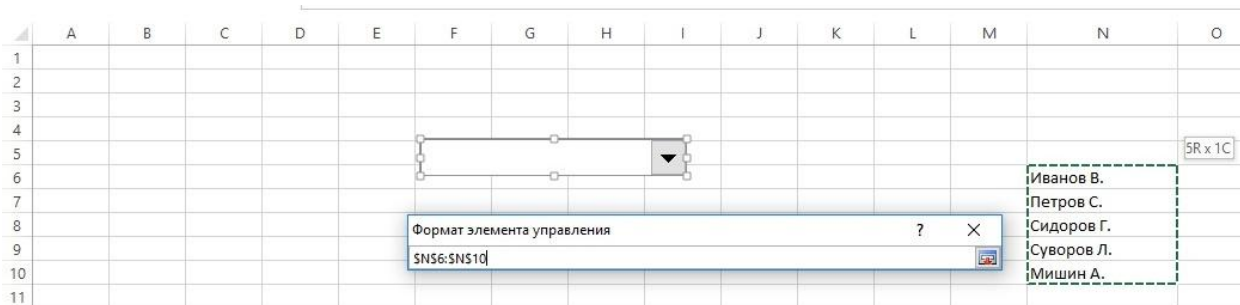 A B C D E F G H I J K L M N O
1
2
3
4
5 5R x 1C
6 Иванов В.
7 Петров С.
Формат элемента управления ? ×
8 Сидоров Г.
$N$6:$N$10
9 Суворов Л.
10 Мишин А.
11